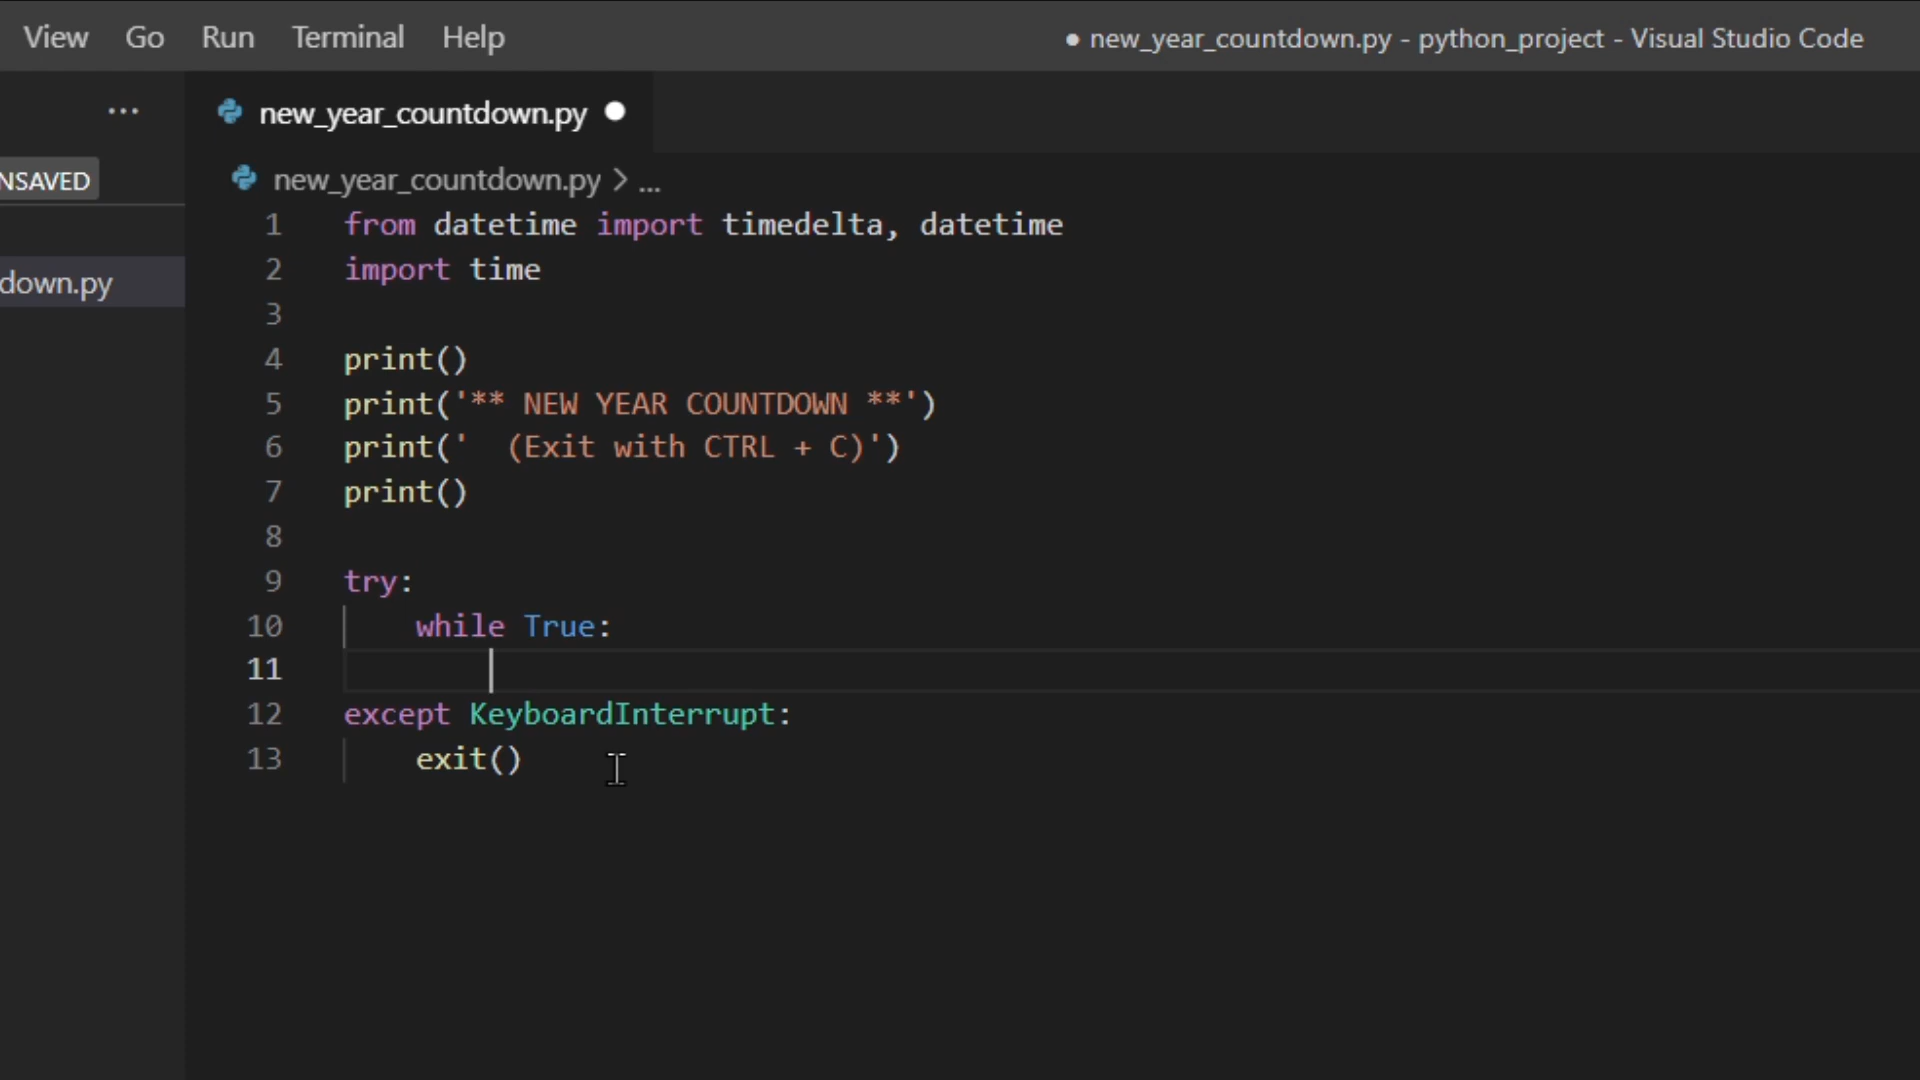 View Go Run Terminal Help ● new_year_countdown.py - python_project - Visual Studio Code
... new_year_countdown.py ●
NSAVED new_year_countdown.py > ...
1 from datetime import timedelta, datetime
2 import time
down.py
3
4 print()
5 print('** NEW YEAR COUNTDOWN **')
6 print('  (Exit with CTRL + C)')
7 print()
8
9 try:
10     while True:
11
12 except KeyboardInterrupt:
13     exit()